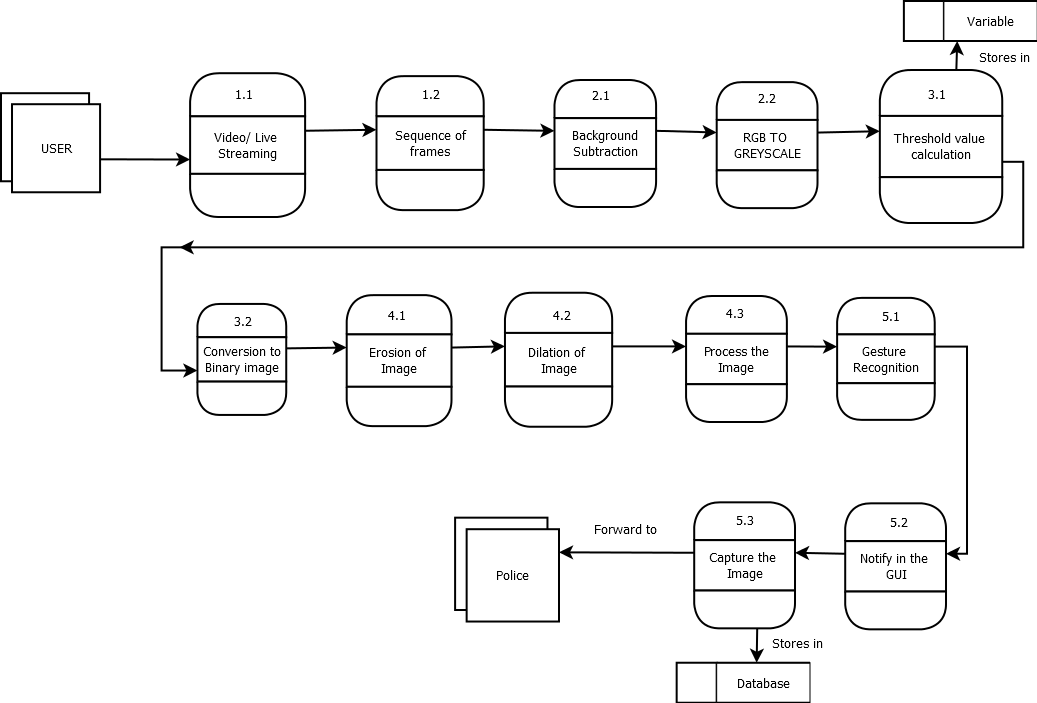 Variable
Stores in
1.1
1.2
2.1
2.2
3.1
USER
Video/ Live
Streaming
Sequence of
frames
Background
Subtraction
RGB TO
GREYSCALE
Threshold value
calculation
3.2
4.1
4.2
4.3
5.1
Conversion to
Binary image
Erosion of
Image
Dilation of
Image
Process the
Image
Gesture
Recognition
5.3
5.2
Forward to
Police
Capture the
Image
Notify in the
GUI
Stores in
Database